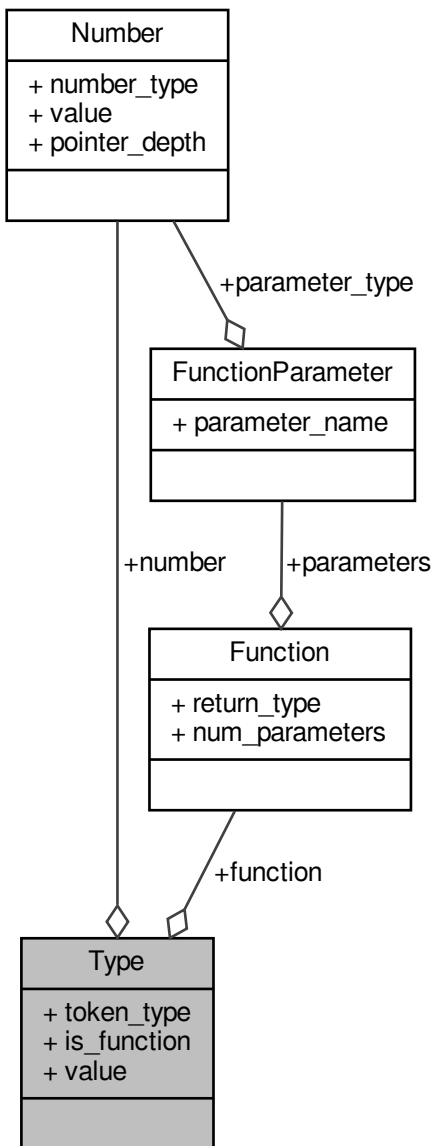 Number
+ number_type
+ value
+ pointer_depth
+parameter_type
FunctionParameter
+ parameter_name
+number
+parameters
Function
+ return_type
+ num_parameters
+function
Type
+ token_type
+ is_function
+ value